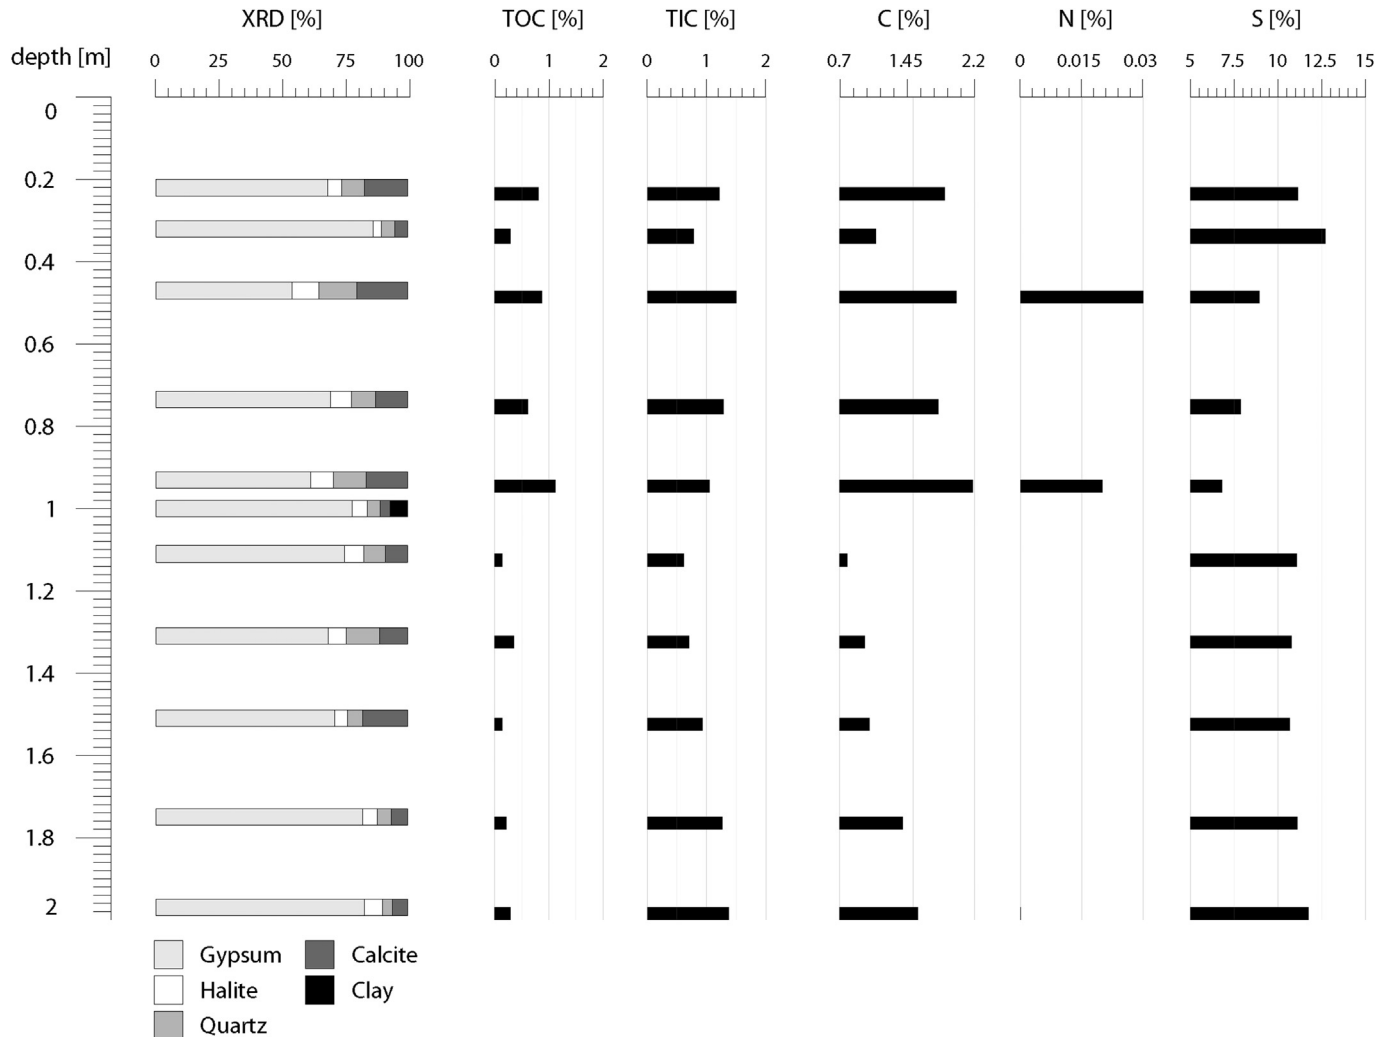 XRD [%] TOC [%] TIC [%] C [%] N [%] S [%]
depth [m]
0 25 50 75 100 0 1 2 0 1 2 0.7 1.45 2.2 0 0.015 0.03 5 7.5 10 12.5 15
0
0.2
0.4
0.6
0.8
1
1.2
1.4
1.6
1.8
2
Gypsum Calcite
Halite Clay
Quartz